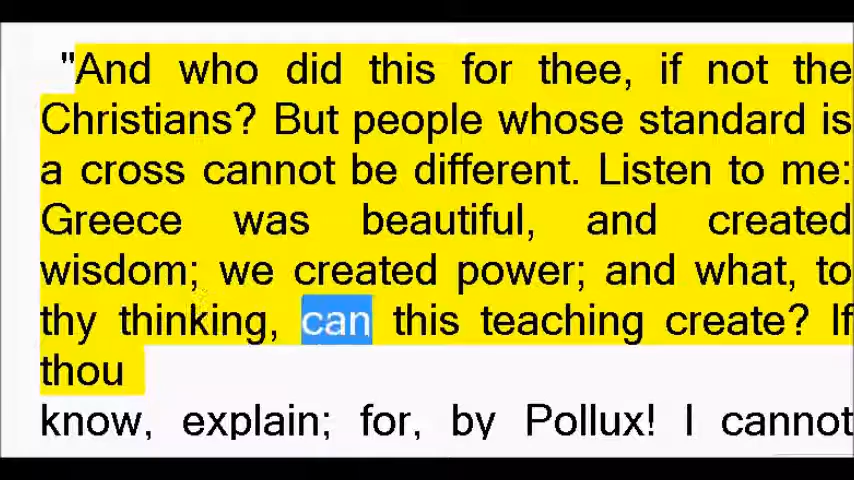 "And who did this for thee, if not the
Christians? But people whose standard is
a cross cannot be different. Listen to me:
Greece was beautiful, and created
wisdom; we created power; and what, to
thy thinking, can this teaching create? If
thou
know, explain; for, by Pollux! I cannot